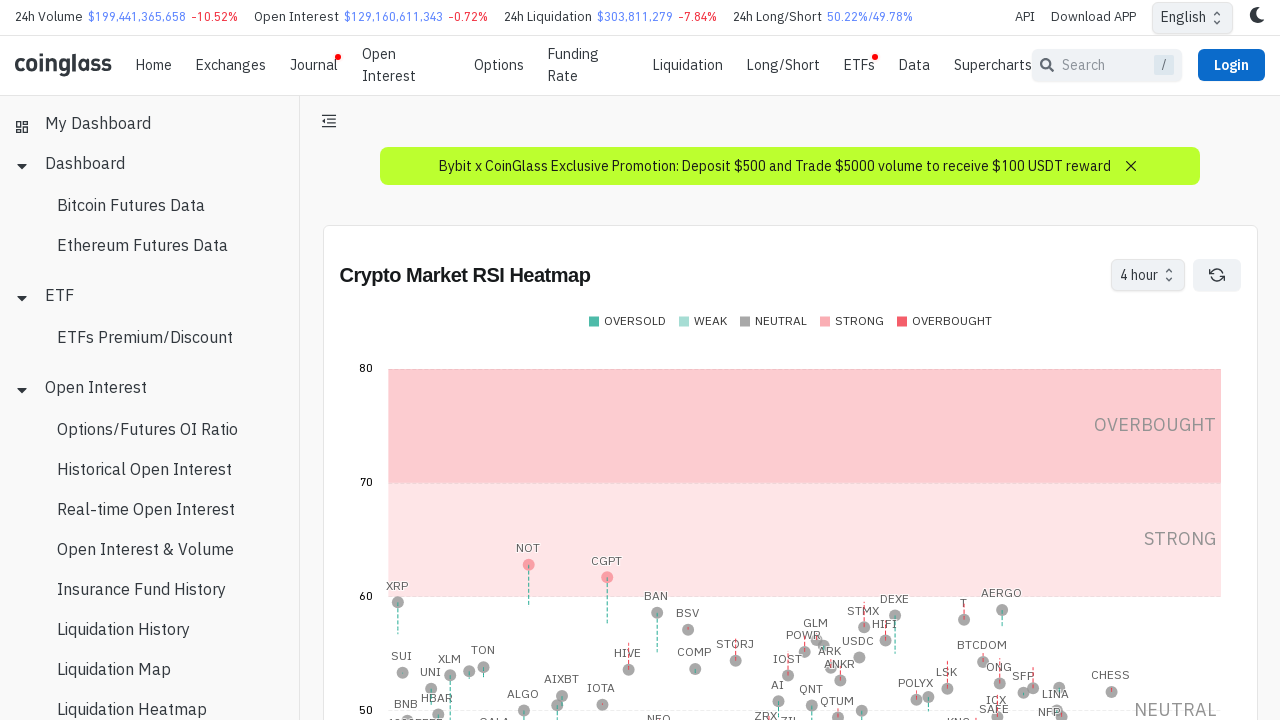 24h Volume $199,441,365,658 -10.52% Open Interest $129,160,611,343 -0.72% 24h Liquidation $303,811,279 -7.84% 24h Long/Short 50.22%/49.78% API Download APP English
coinglass Home Exchanges Journal Open Interest Options Funding Rate Liquidation Long/Short ETFs Data Supercharts Search / Login
My Dashboard
Dashboard
Bitcoin Futures Data
Ethereum Futures Data
ETF
ETFs Premium/Discount
Open Interest
Options/Futures OI Ratio
Historical Open Interest
Real-time Open Interest
Open Interest & Volume
Insurance Fund History
Liquidation History
Liquidation Map
Liquidation Heatmap
Bybit x CoinGlass Exclusive Promotion: Deposit $500 and Trade $5000 volume to receive $100 USDT reward
Crypto Market RSI Heatmap 4 hour
OVERSOLD WEAK NEUTRAL STRONG OVERBOUGHT
80
OVERBOUGHT
70
STRONG
NOT
CGPT
XRP
60
BAN
DEXE
AERGO
BSV
STMX
T
GLM
HIFI
POWR
STORJ
USDC
BTCDOM
TON
HIVE
COMP
ARK
SUI
XLM
IOST
ANKR
ONG
UNI
LSK
SFP
CHESS
AIXBT
AI
POLYX
ALGO
IOTA
QNT
LINA
BNB
HBAR
QTUM
ICX
SAFE
50
NEUTRAL
NFP
ZRX